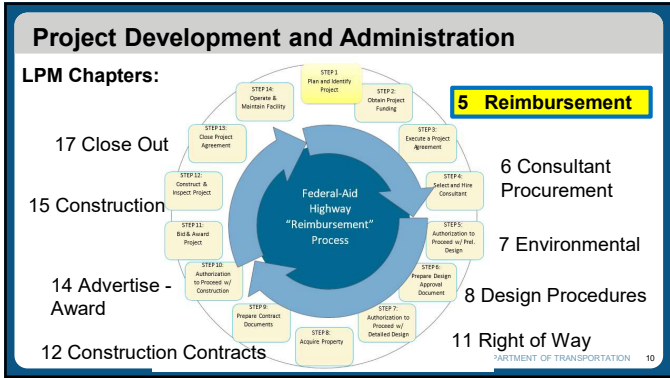 Project Development and Administration
LPM Chapters:
STEP 1
Plan and Identify
Project
STEP 2:
Obtain Project
Funding
5 Reimbursement
STEP 3:
Execute a Project
Agreement
STEP 4:
Select and Hire
Consultant
6 Consultant
Procurement
STEP 5:
Authorization to
Proceed w/ Prel.
Design
7 Environmental
STEP 6:
Prepare Design
Approval
Document
8 Design Procedures
STEP 7:
Authorization to
Proceed w/
Detailed Design
STEP 8:
Acquire Property
11 Right of Way
STEP 9:
Prepare Contract
Documents
12 Construction Contracts
STEP 10:
Authorization
to Proceed w/
Construction
14 Advertise -
Award
STEP 11:
Bid & Award
Project
STEP 12:
Construct &
Inspect Project
15 Construction
STEP 13:
Close Project
Agreement
17 Close Out
STEP 14:
Operate &
Maintain Facility
Federal-Aid
Highway
"Reimbursement"
Process
PARTMENT OF TRANSPORTATION 10